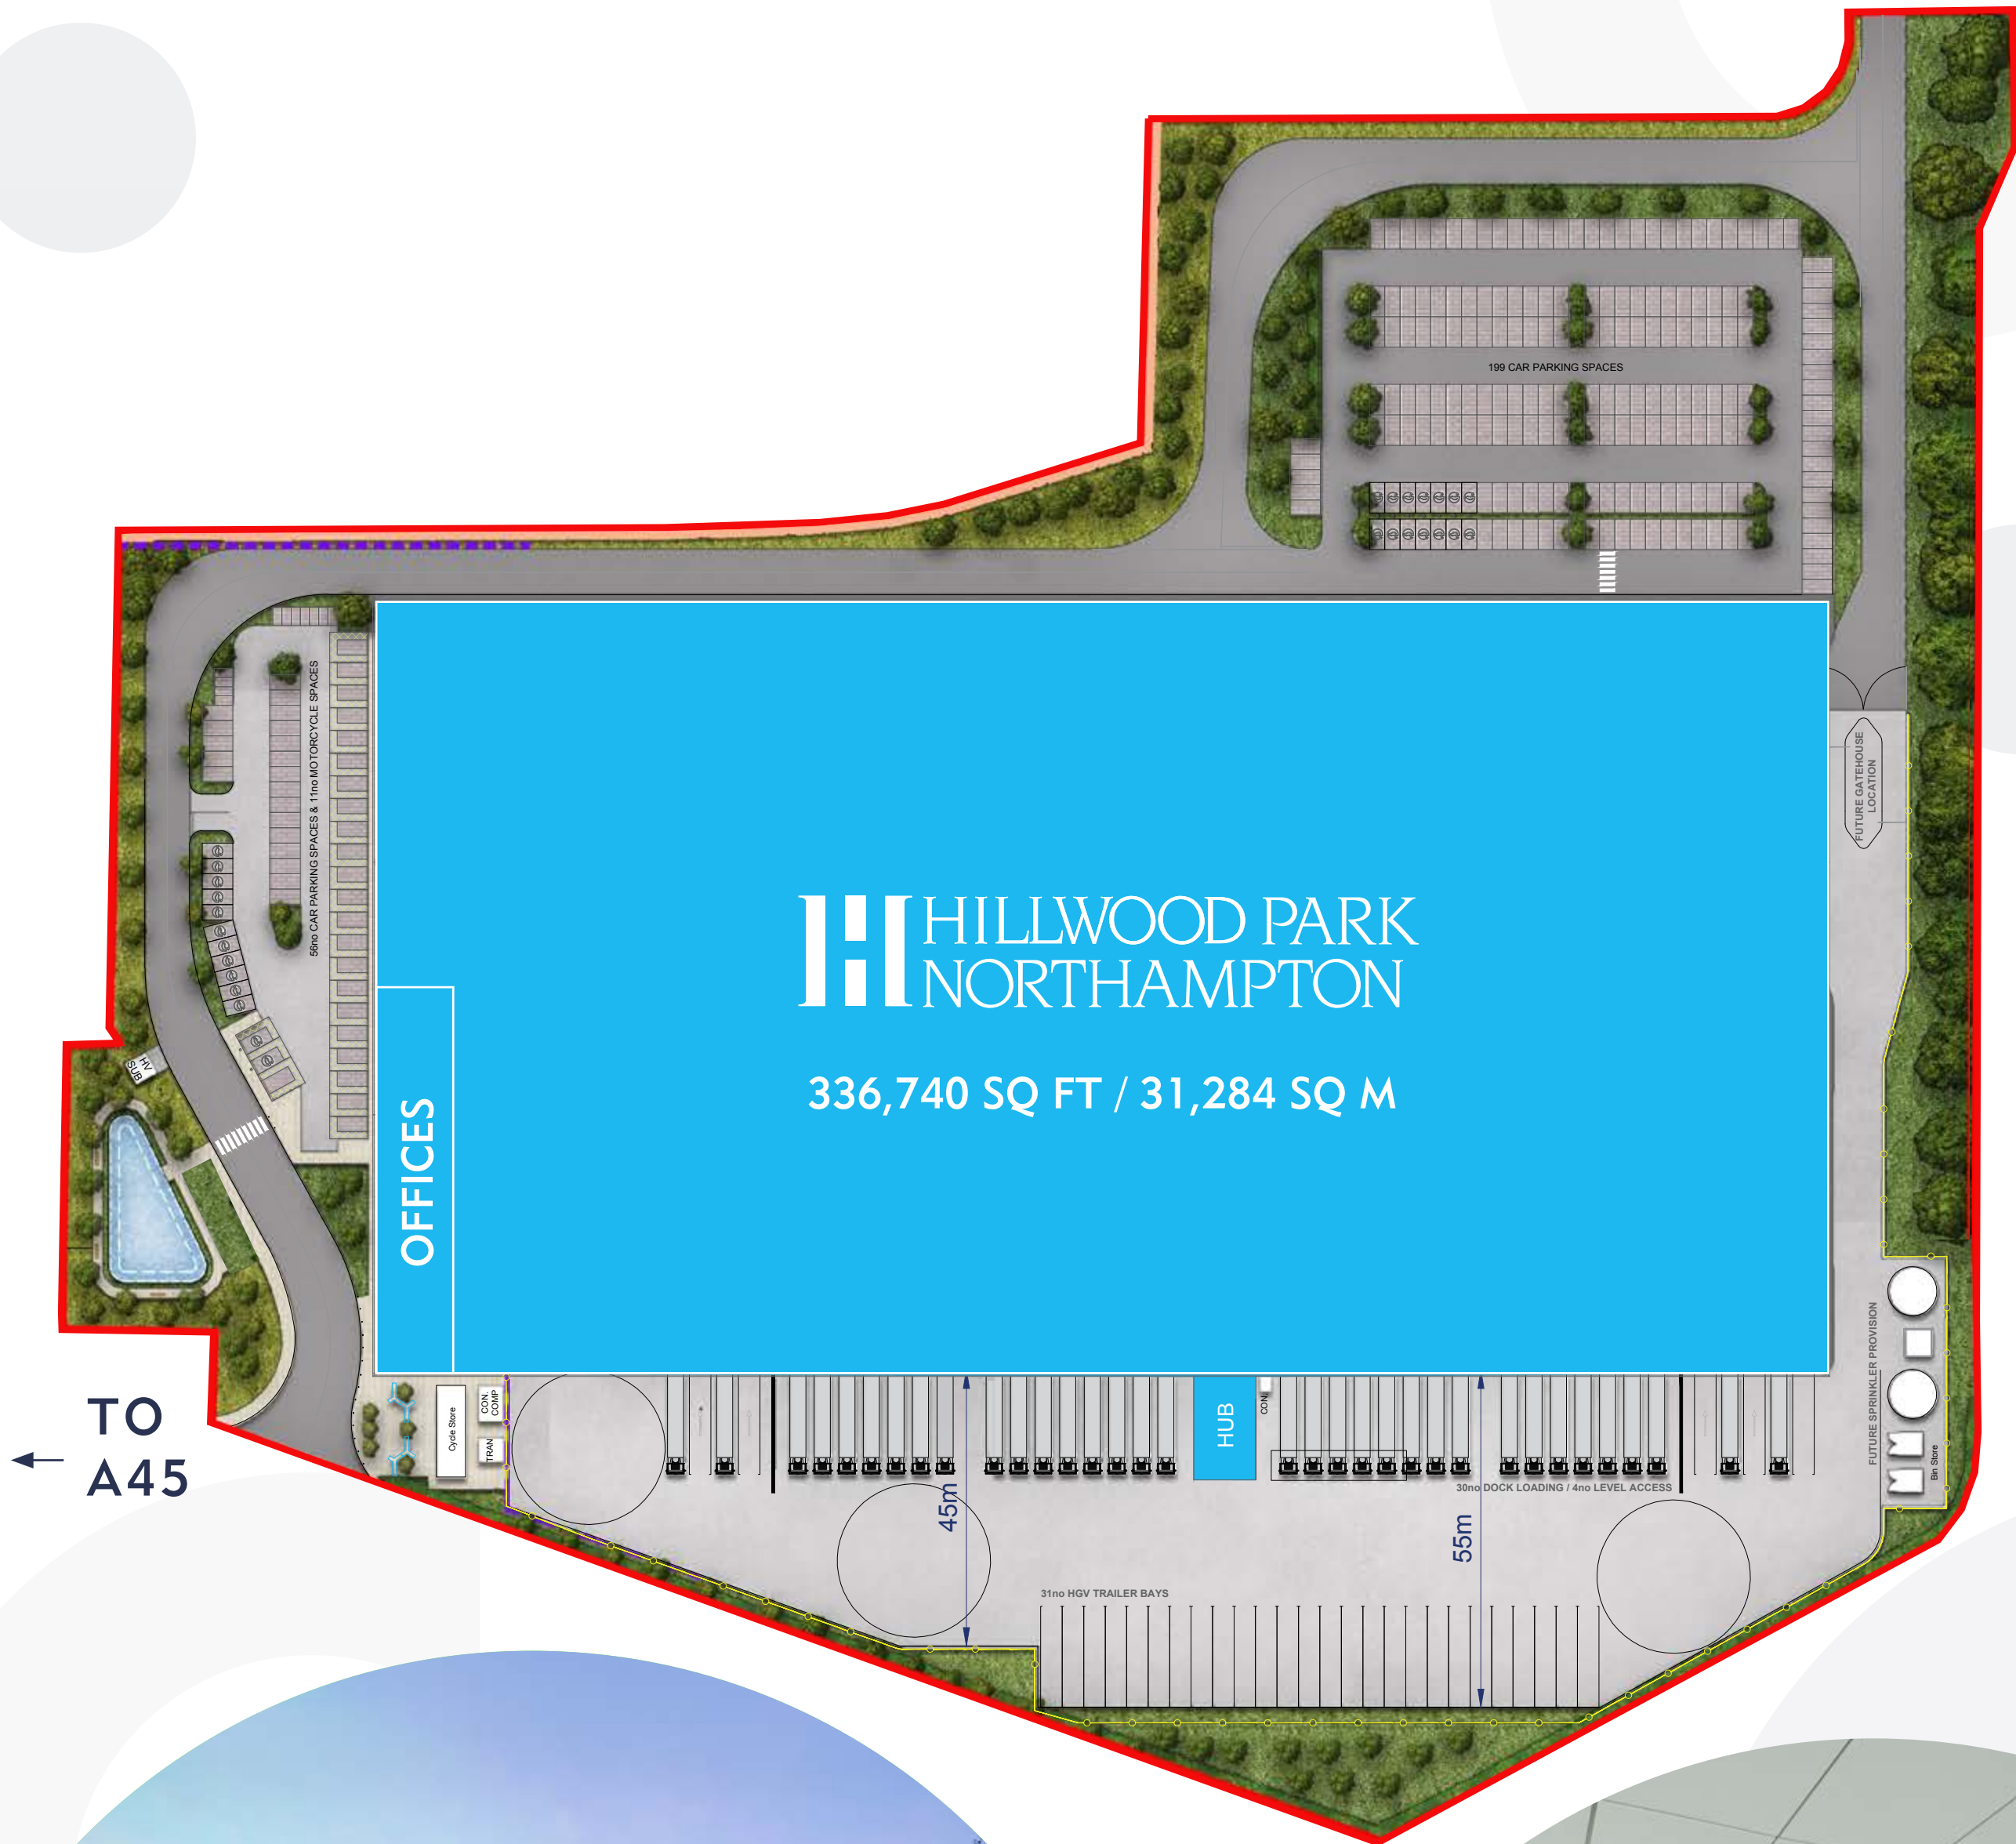 199 CAR PARKING SPACES
56no CAR PARKING SPACES & 11no MOTORCYCLE SPACES
FUTURE GATEHOUSE
LOCATION
HILLWOOD PARK
NORTHAMPTON
336,740 SQ FT / 31,284 SQ M
HV
SUB
OFFICES
TO
A45
Cycle Store
CON.
COMP
TRAN
HUB
CON
FUTURE SPRINKLER PROVISION
Bin Store
30no DOCK LOADING / 4no LEVEL ACCESS
45m
55m
31no HGV TRAILER BAYS